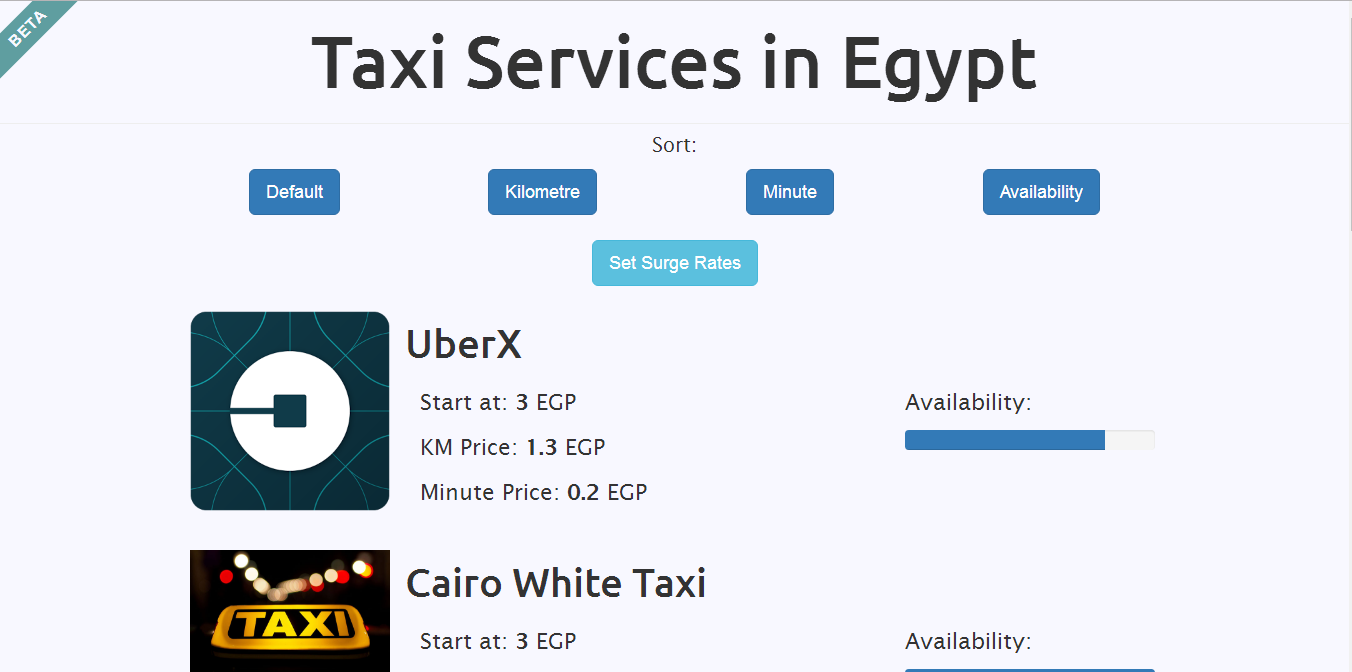 BETA
Taxi Services in Egypt
Sort:
Default Kilometre Minute Availability
Set Surge Rates
UberX
Start at: 3 EGP Availability:
KM Price: 1.3 EGP
Minute Price: 0.2 EGP
Cairo White Taxi
TAXI
Start at: 3 EGP Availability: